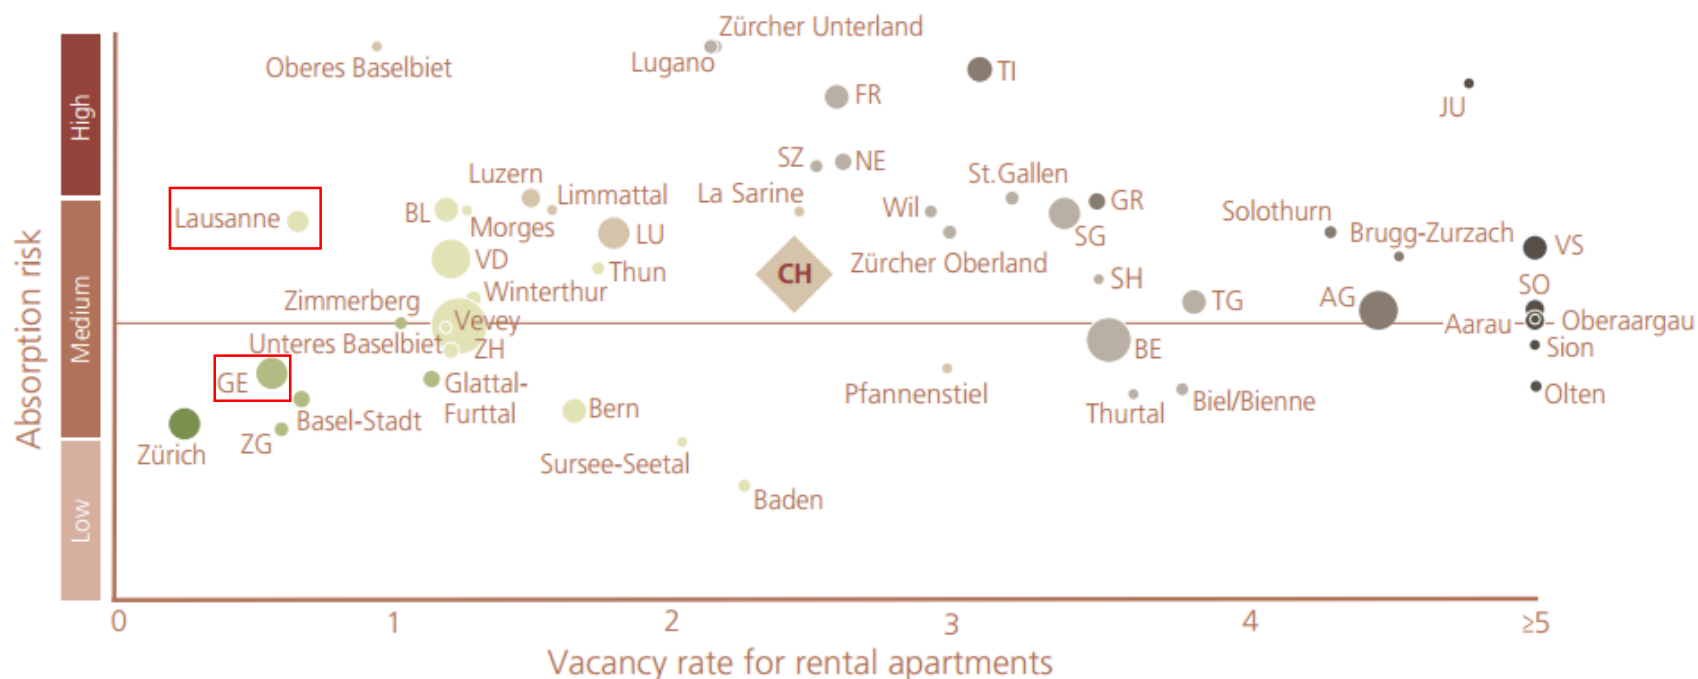 Absorption risk
High
Medium
Low
Zürcher Unterland
Oberes Baselbiet
Lugano
TI
FR
JU
SZ
NE
Luzern
Limmattal
La Sarine
St.Gallen
Lausanne
BL
Morges
LU
Wil
GR
SG
Solothurn
Brugg-Zurzach
VS
VD
Thun
CH
Zürcher Oberland
SH
SO
Zimmerberg
Winterthur
TG
AG
Vevey
Aarau
Oberaargau
Unteres Baselbiet
ZH
BE
Sion
GE
Glattal-
Furttal
Pfannenstiel
Olten
Basel-Stadt
Bern
Thurtal
Biel/Bienne
Zürich
ZG
Sursee-Seetal
Baden
0
1
2
3
4
≥5
Vacancy rate for rental apartments